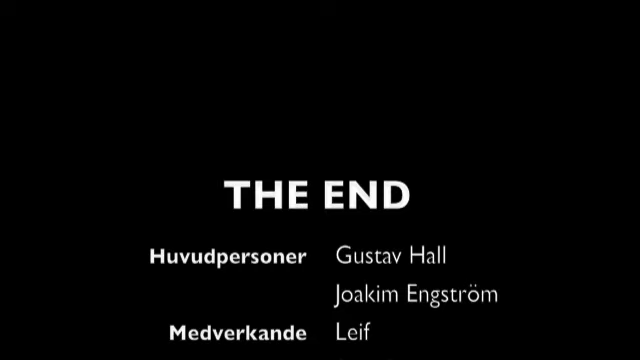 THE END
Huvudpersoner Gustav Hall
Joakim Engström
Medverkande Leif